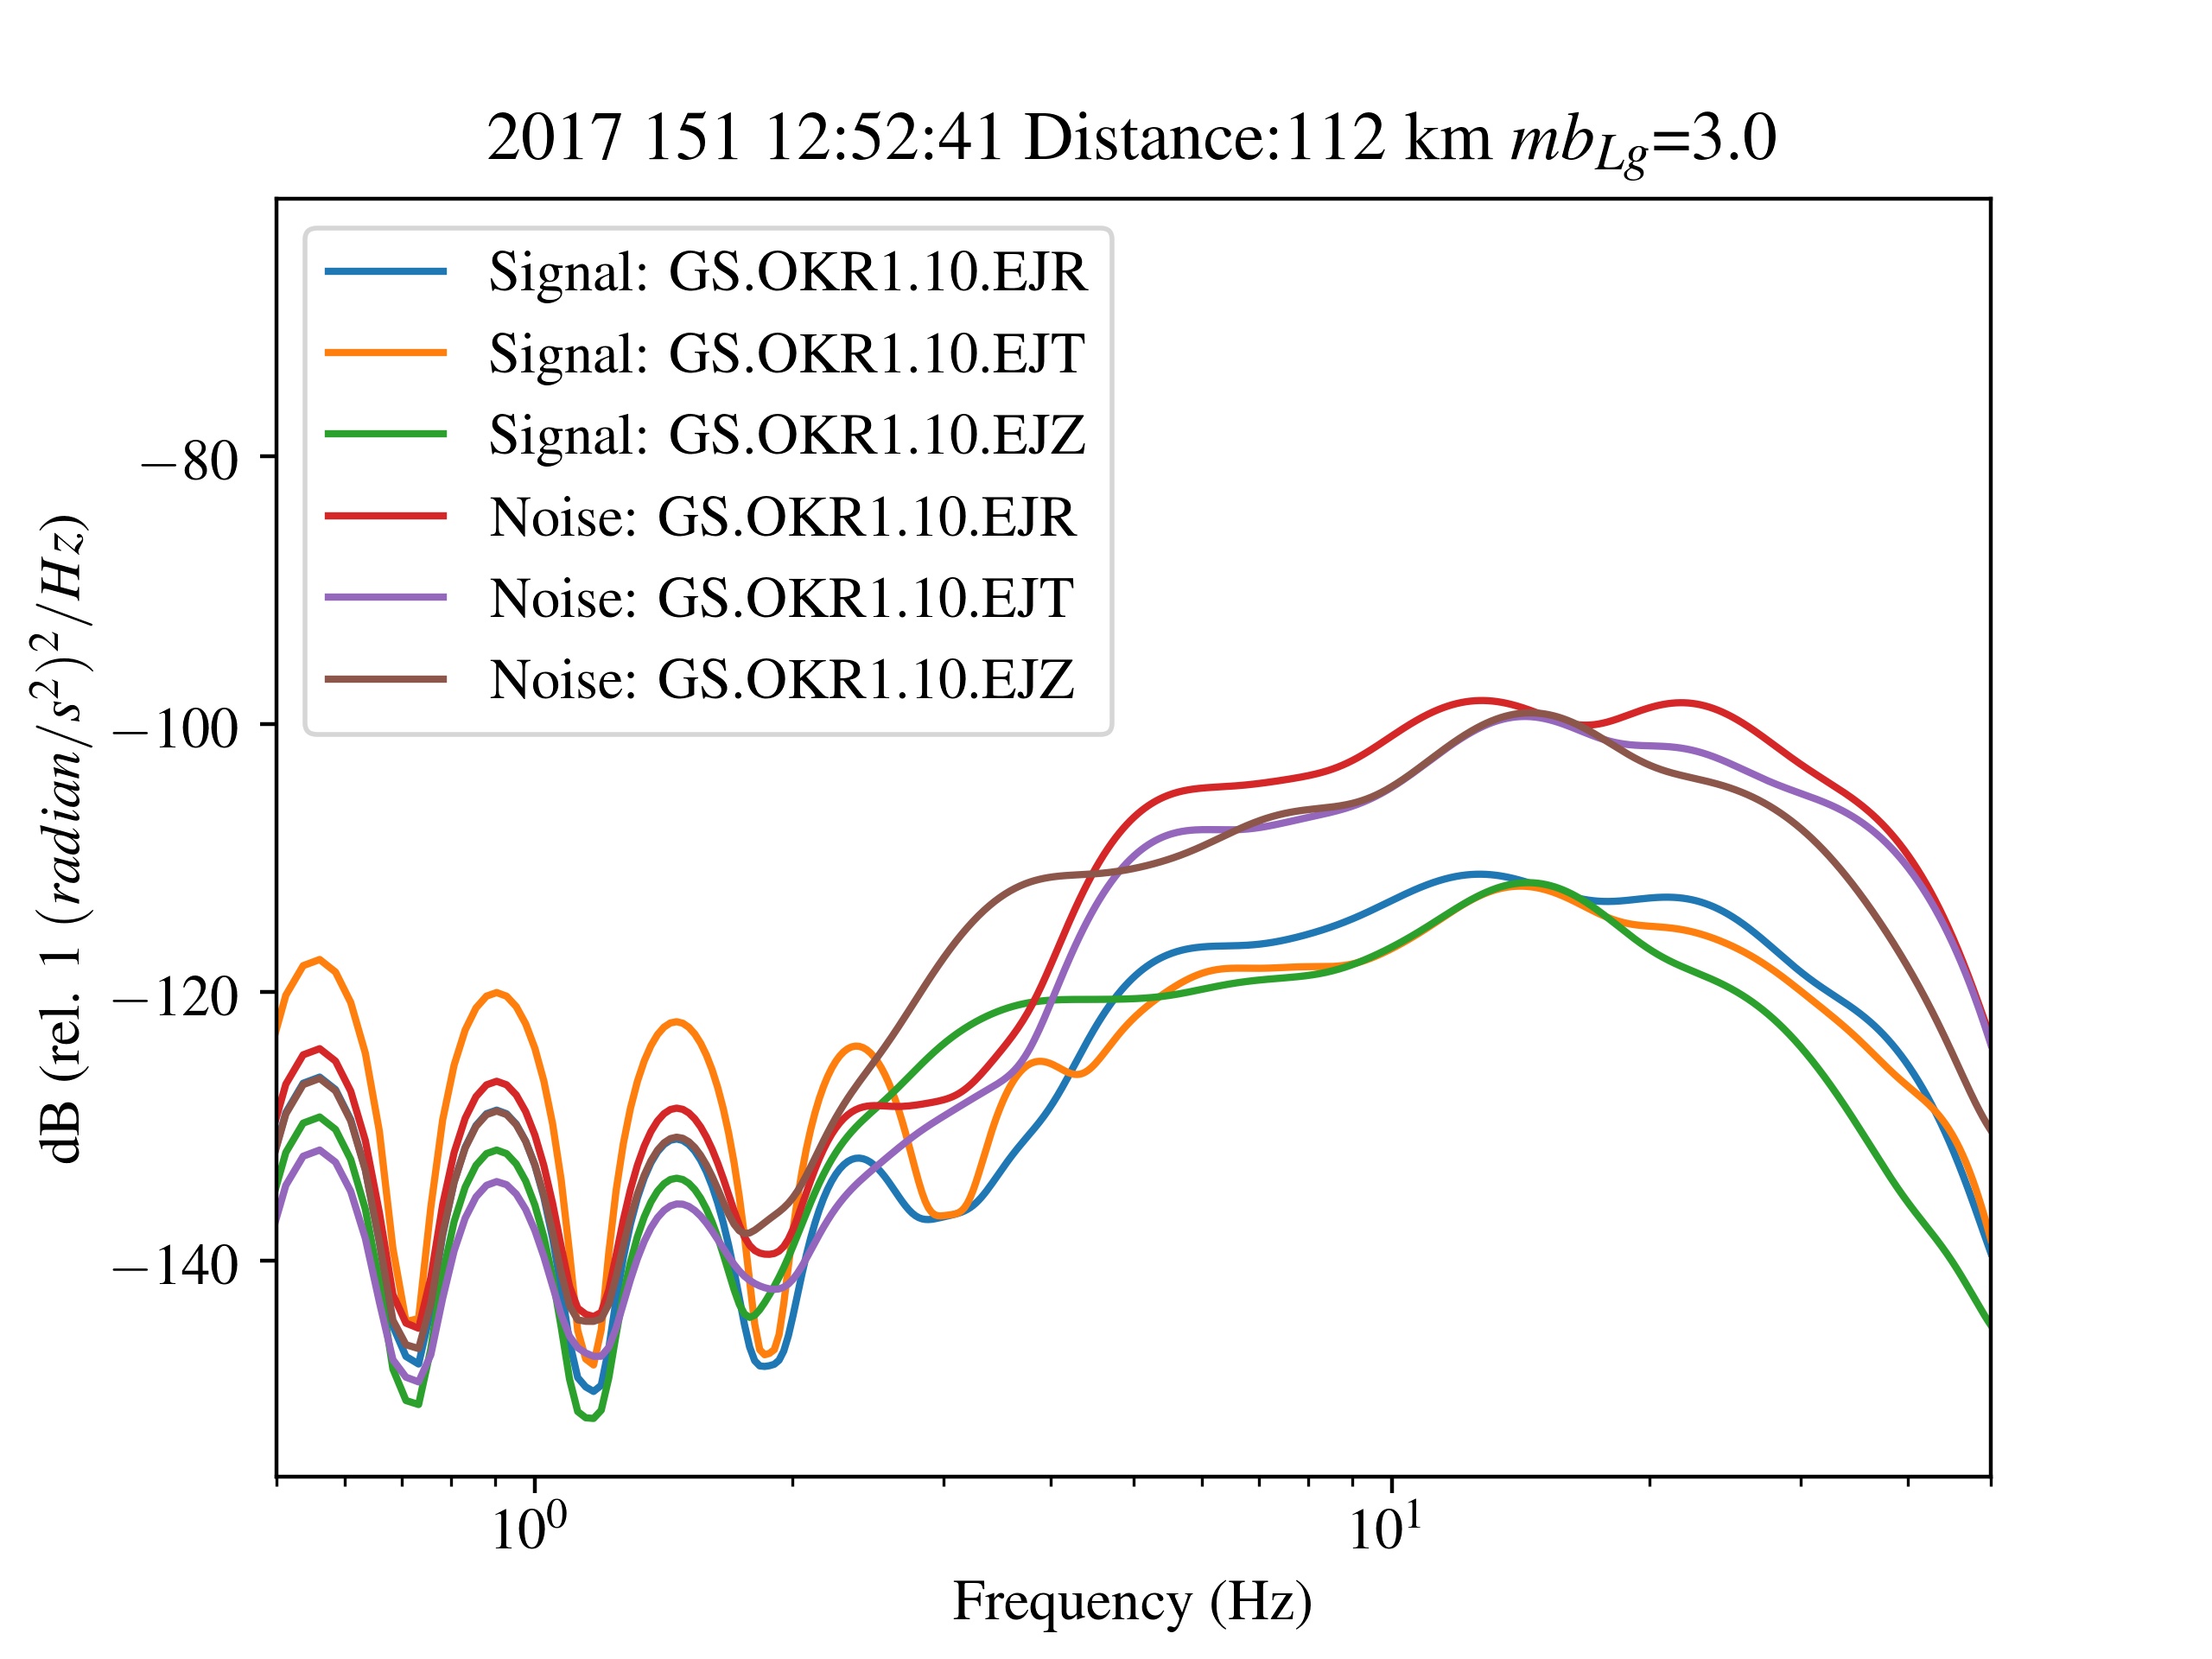 2017 151 12:52:41 Distance:112 km mb_Lg=3.0
Signal: GS.OKR1.10.EJR
Signal: GS.OKR1.10.EJT
Signal: GS.OKR1.10.EJZ
Noise: GS.OKR1.10.EJR
Noise: GS.OKR1.10.EJT
Noise: GS.OKR1.10.EJZ
dB (rel. 1 (radian/s²)²/Hz)
−80
−100
−120
−140
10⁰
10¹
Frequency (Hz)